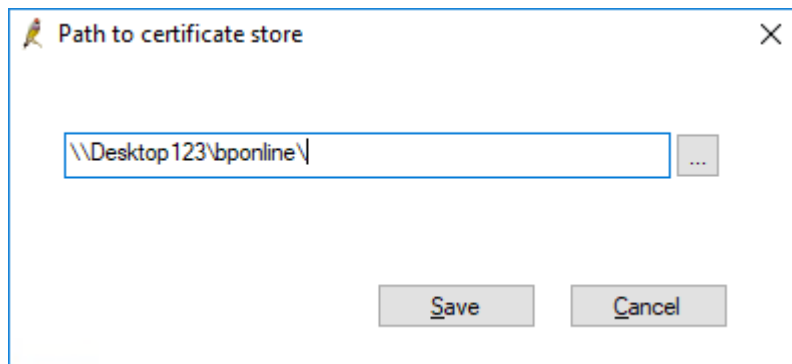 Path to certificate store
\\Desktop123\bponline\
...
Save
Cancel